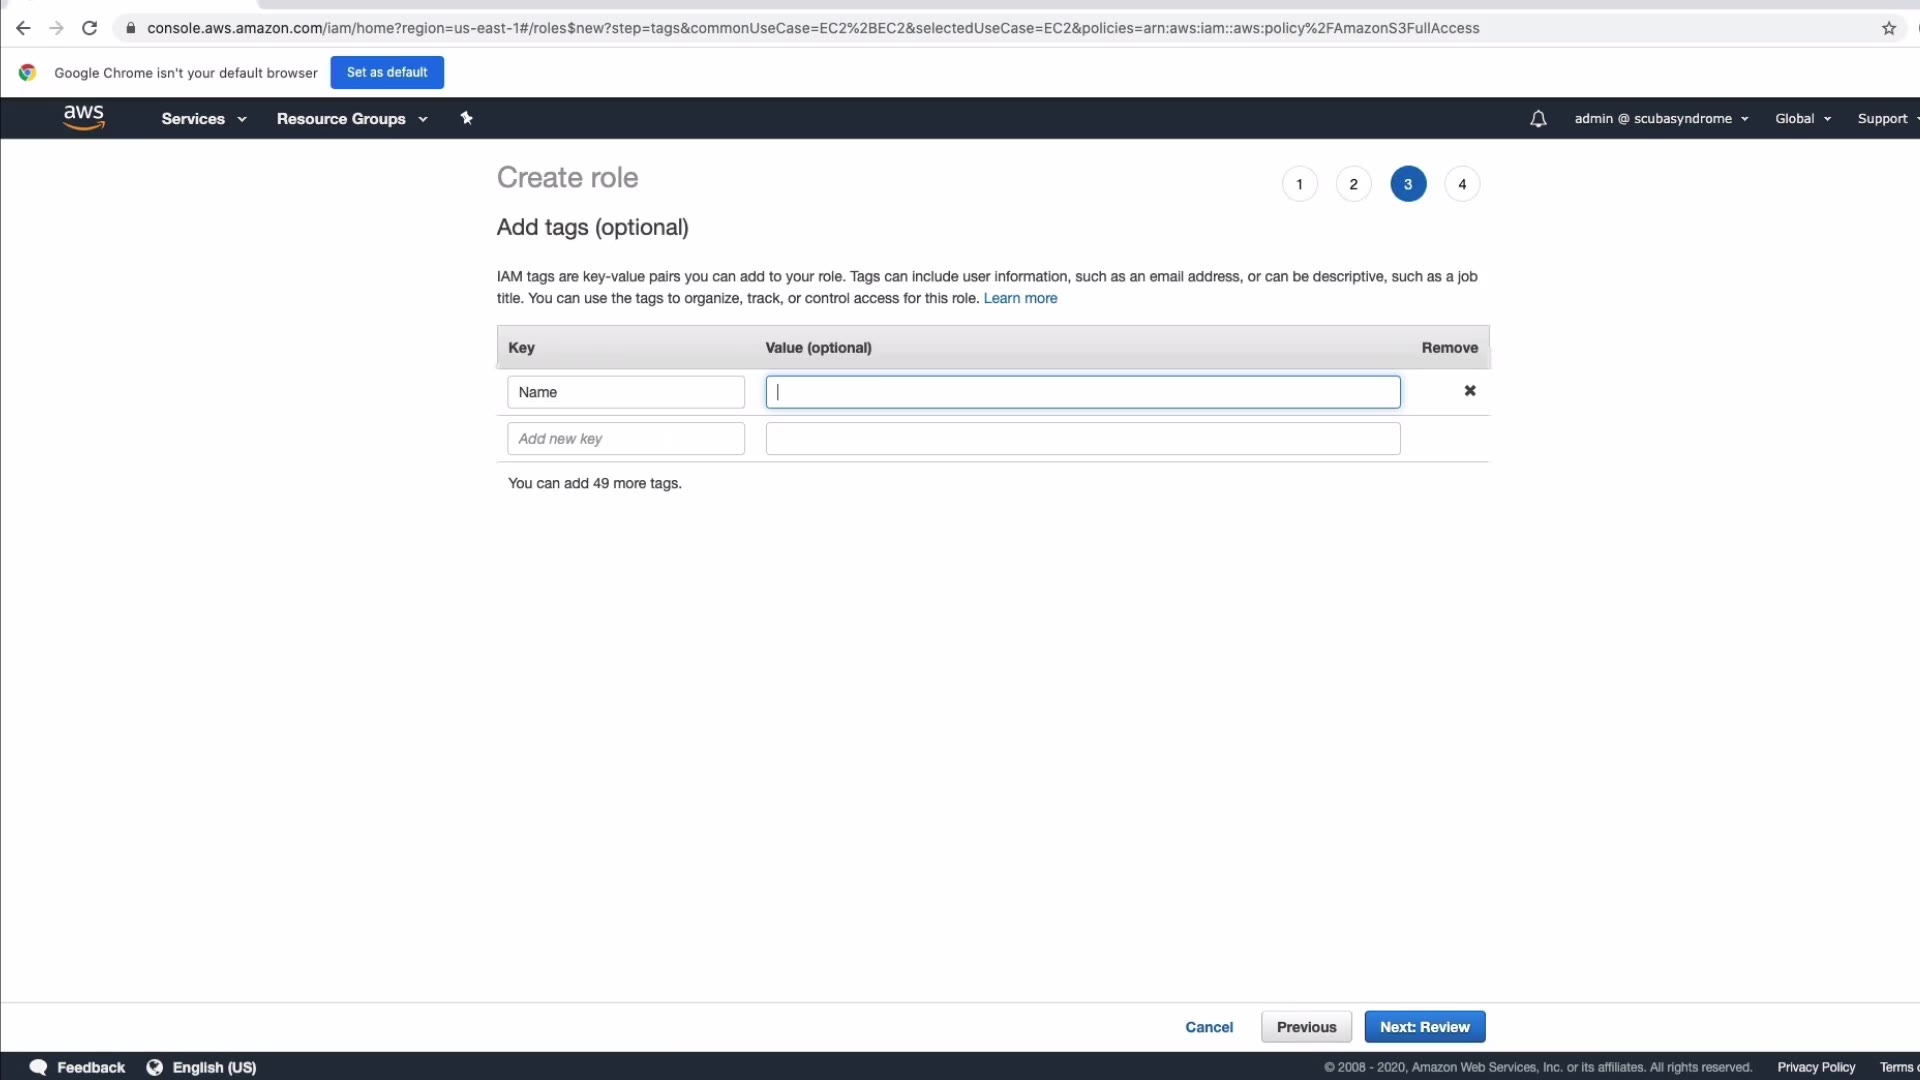 console.aws.amazon.com/iam/home?region=us-east-1#/roles$new?step=tags&commonUseCase=EC2%2BEC2&selectedUseCase=EC2&policies=arn:aws:iam::aws:policy%2FAmazonS3FullAccess
Google Chrome isn't your default browser Set as default
aws Services Resource Groups admin @ scubasyndrome Global Support
Create role 1 2 3 4
Add tags (optional)
IAM tags are key-value pairs you can add to your role. Tags can include user information, such as an email address, or can be descriptive, such as a job
title. You can use the tags to organize, track, or control access for this role. Learn more
Key Value (optional) Remove
Name
Add new key
You can add 49 more tags.
Cancel Previous Next: Review
Feedback English (US) © 2008 - 2020, Amazon Web Services, Inc. or its affiliates. All rights reserved. Privacy Policy Terms